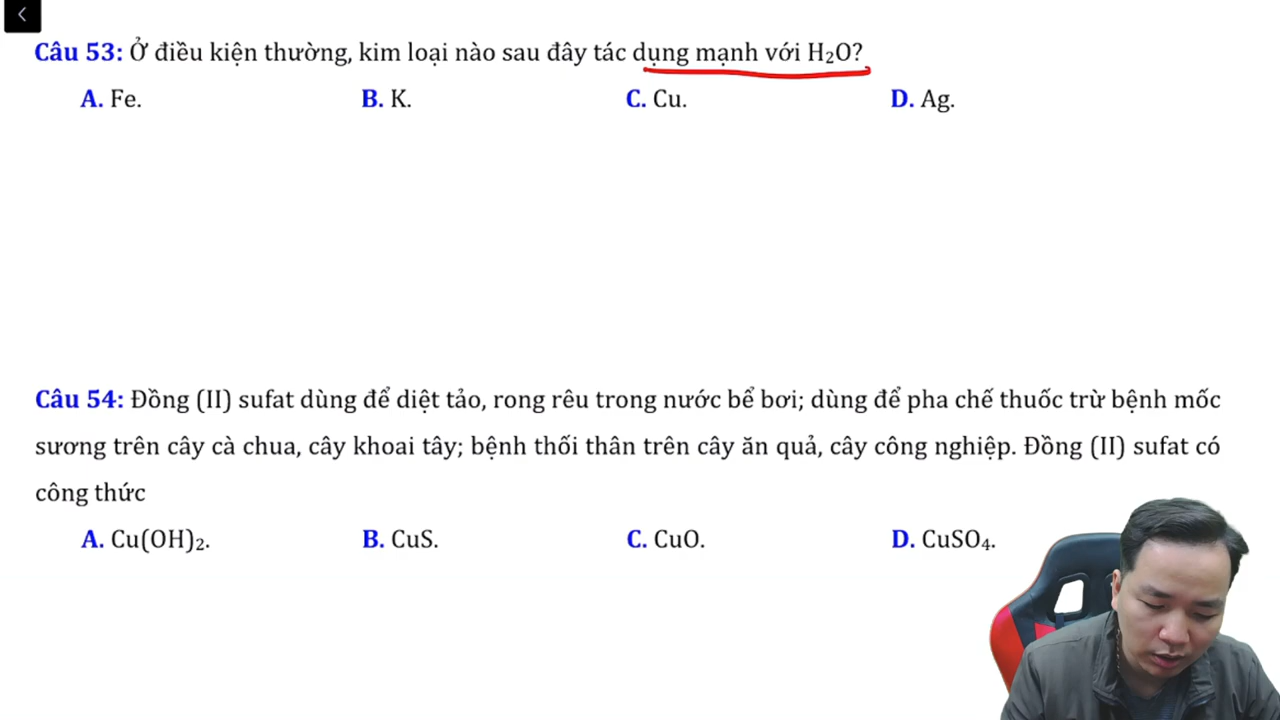 Câu 53: Ở điều kiện thường, kim loại nào sau đây tác dụng mạnh với H₂O?
A. Fe. B. K. C. Cu. D. Ag.
Câu 54: Đồng (II) sufat dùng để diệt tảo, rong rêu trong nước bể bơi; dùng để pha chế thuốc trừ bệnh mốc
sương trên cây cà chua, cây khoai tây; bệnh thối thân trên cây ăn quả, cây công nghiệp. Đồng (II) sufat có
công thức
A. Cu(OH)₂. B. CuS. C. CuO. D. CuSO₄.